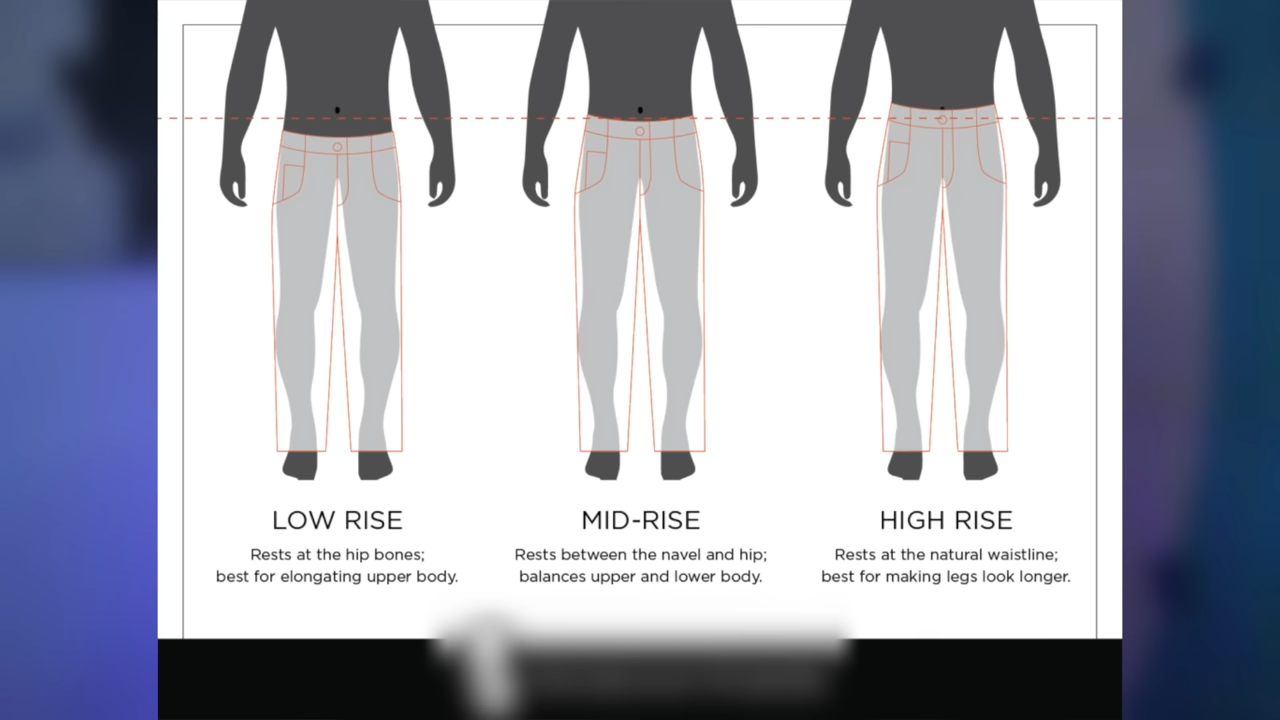 LOW RISE
Rests at the hip bones;
best for elongating upper body.
MID-RISE
Rests between the navel and hip;
balances upper and lower body.
HIGH RISE
Rests at the natural waistline;
best for making legs look longer.